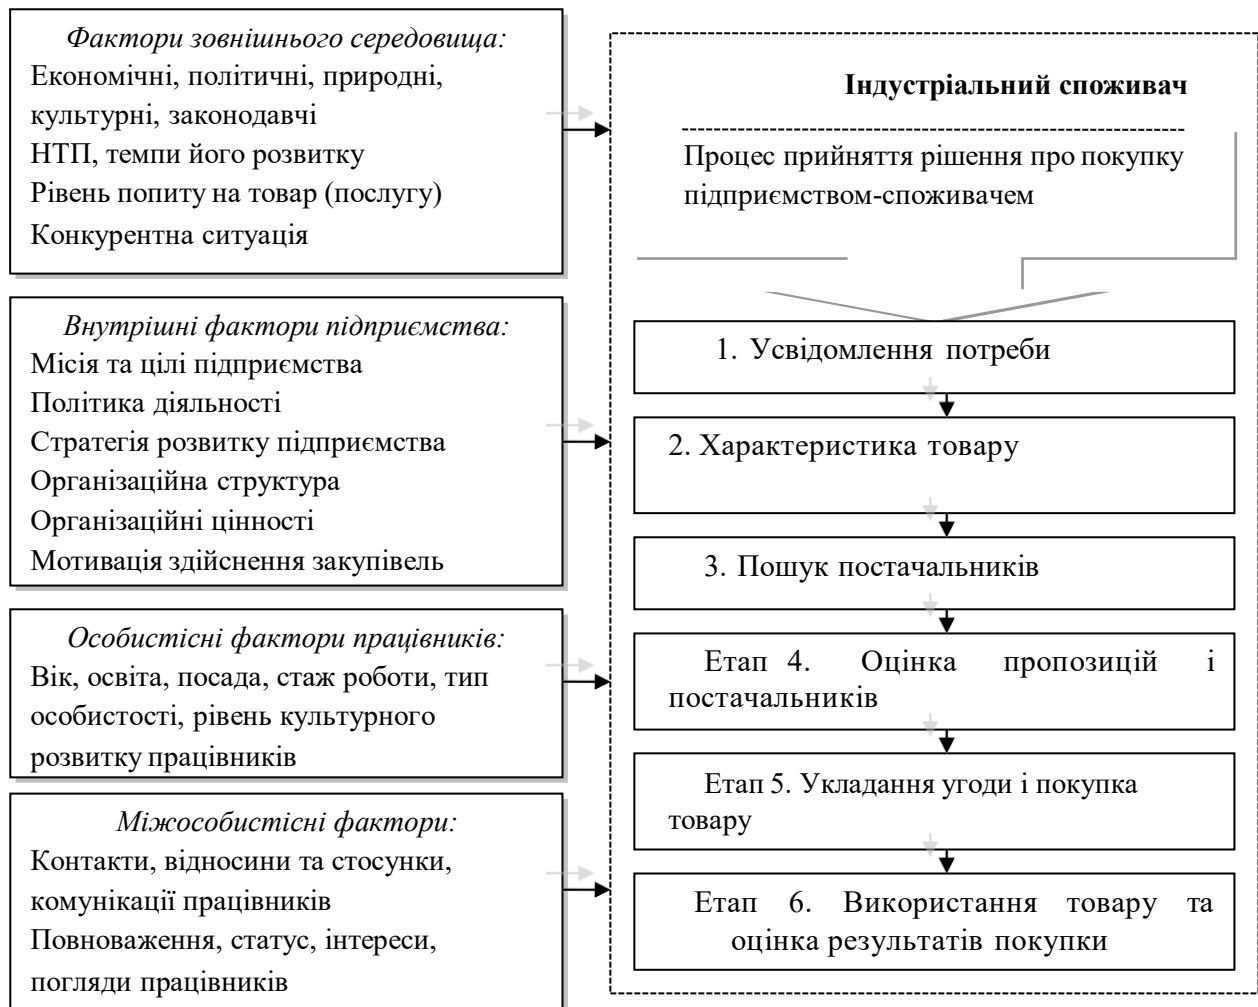 Фактори зовнішнього середовища:
Економічні, політичні, природні,
культурні, законодавчі
НТП, темпи його розвитку
Рівень попиту на товар (послугу)
Конкурентна ситуація
Внутрішні фактори підприємства:
Місія та цілі підприємства
Політика діяльності
Стратегія розвитку підприємства
Організаційна структура
Організаційні цінності
Мотивація здійснення закупівель
Особистісні фактори працівників:
Вік, освіта, посада, стаж роботи, тип
особистості, рівень культурного
розвитку працівників
Міжособистісні фактори:
Контакти, відносини та стосунки,
комунікації працівників
Повноваження, статус, інтереси,
погляди працівників
Індустріальний споживач
Процес прийняття рішення про покупку
підприємством-споживачем
1. Усвідомлення потреби
2. Характеристика товару
3. Пошук постачальників
Етап 4. Оцінка пропозицій і
постачальників
Етап 5. Укладання угоди і покупка
товару
Етап 6. Використання товару та
оцінка результатів покупки